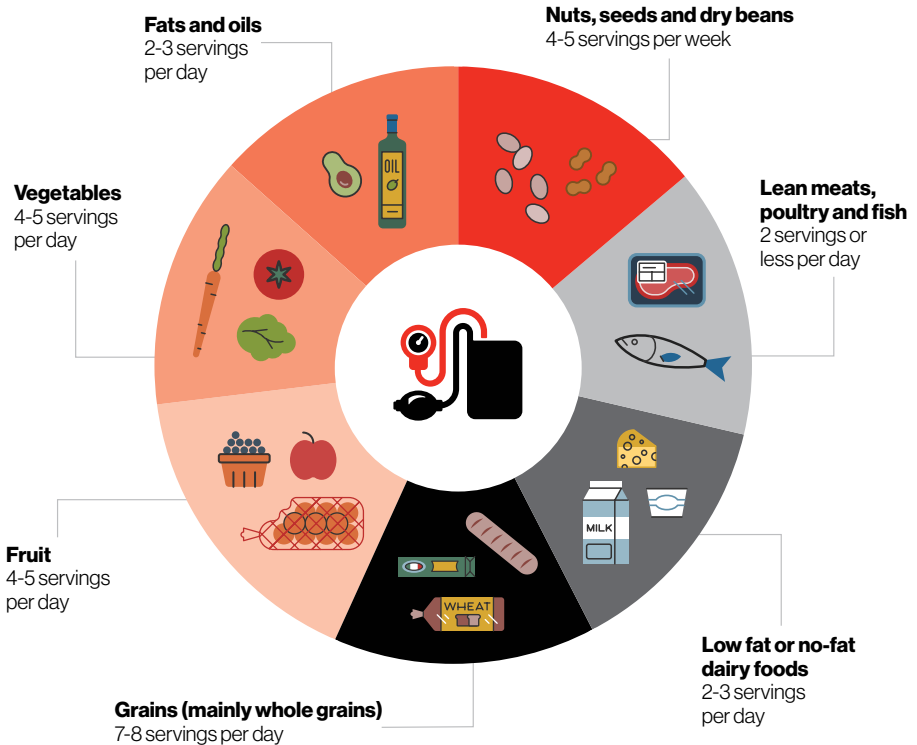 Fats and oils
2-3 servings
per day
Nuts, seeds and dry beans
4-5 servings per week
Vegetables
4-5 servings
per day
Lean meats,
poultry and fish
2 servings or
less per day
OIL
MILK
WHEAT
Fruit
4-5 servings
per day
Low fat or no-fat
dairy foods
2-3 servings
per day
Grains (mainly whole grains)
7-8 servings per day